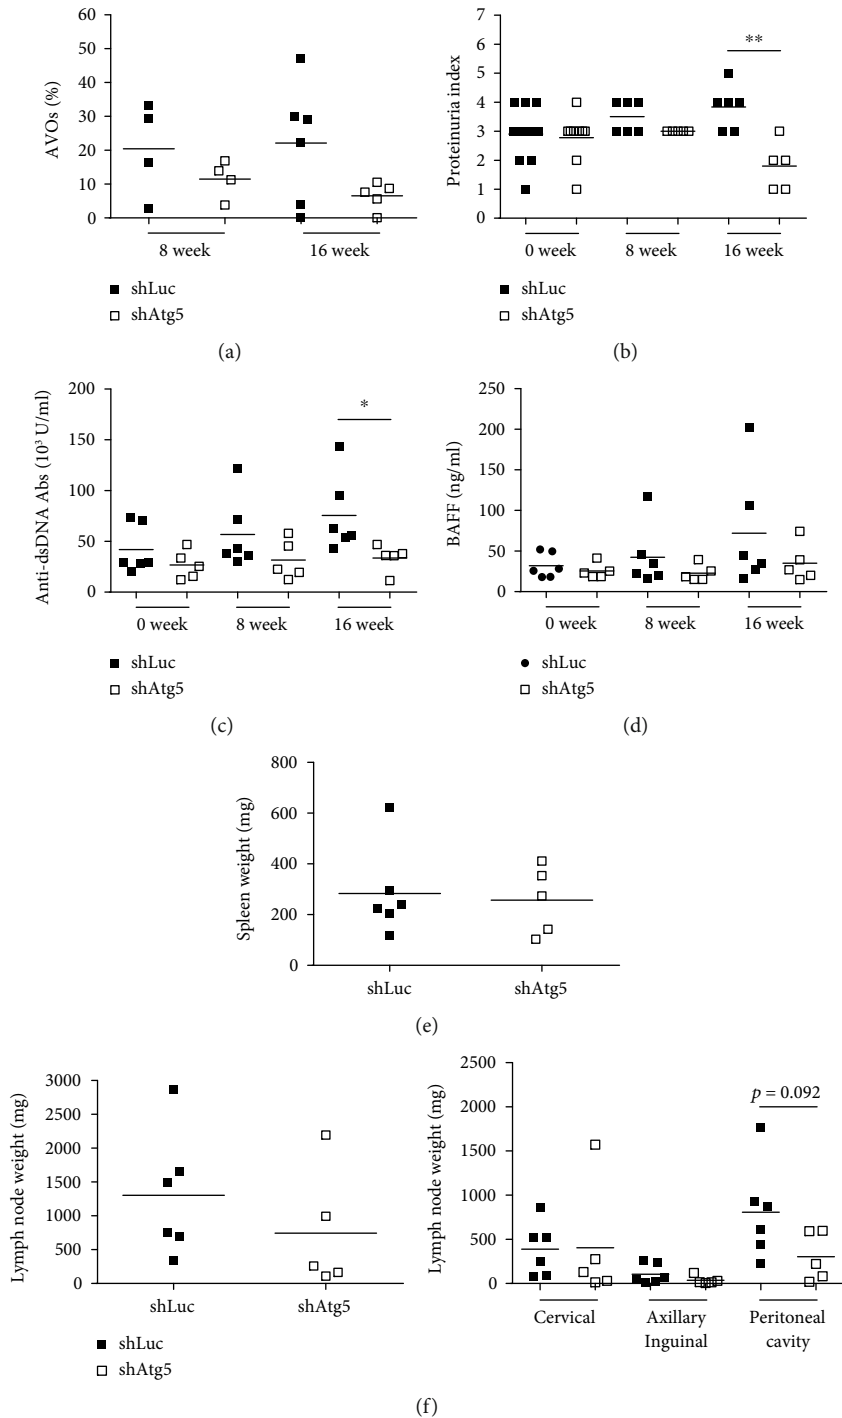 AVOs (%)
60
50
40
30
20
10
0
8 week
16 week
shLuc
shAtg5
(a)
Proteinuria index
7
6
5
4
3
2
1
0
**
0 week
8 week
16 week
shLuc
shAtg5
(b)
Anti-dsDNA Abs (10³ U/ml)
200
150
100
50
0
*
0 week
8 week
16 week
shLuc
shAtg5
(c)
BAFF (ng/ml)
250
200
150
100
50
0
0 week
8 week
16 week
shLuc
shAtg5
(d)
Spleen weight (mg)
800
600
400
200
0
shLuc
shAtg5
(e)
Lymph node weight (mg)
3000
2500
2000
1500
1000
500
0
shLuc
shAtg5
shLuc
shAtg5
Lymph node weight (mg)
2500
2000
1500
1000
500
0
p = 0.092
Cervical
Axillary
Inguinal
Peritoneal
cavity
(f)